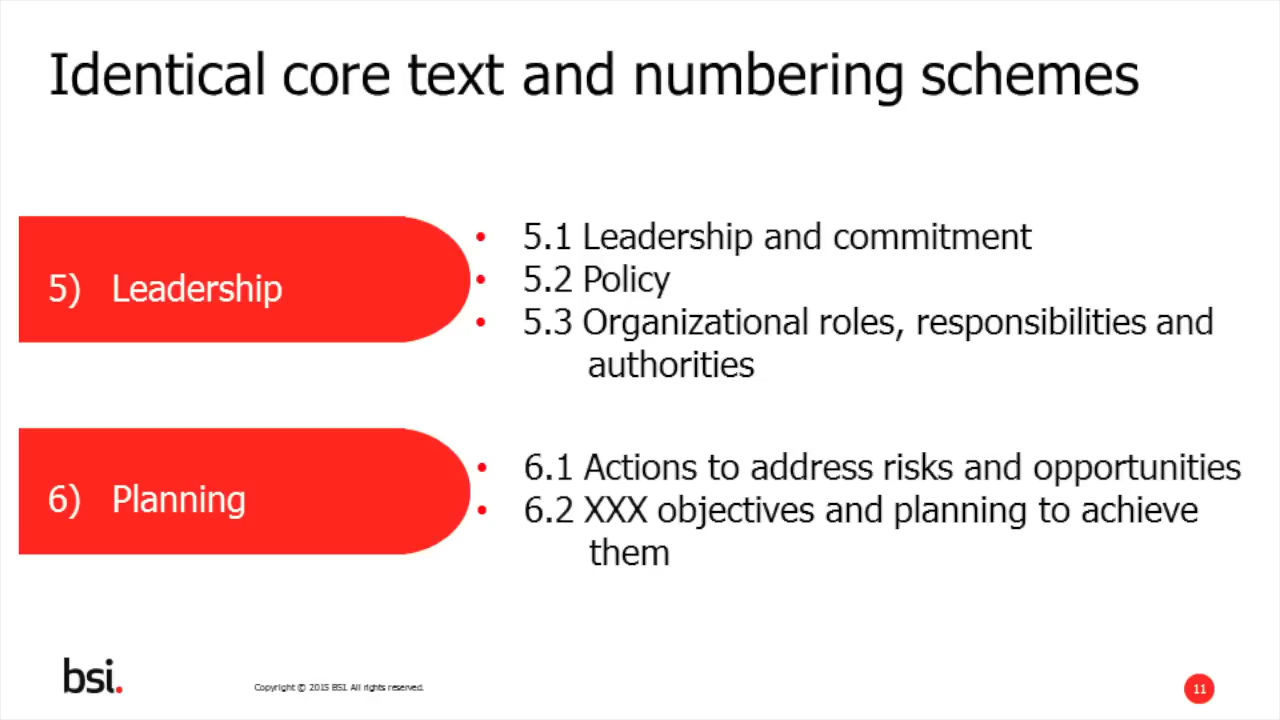 Identical core text and numbering schemes
5) Leadership
• 5.1 Leadership and commitment
• 5.2 Policy
• 5.3 Organizational roles, responsibilities and
authorities
6) Planning
• 6.1 Actions to address risks and opportunities
• 6.2 XXX objectives and planning to achieve
them
bsi.
Copyright © 2015 BSI. All rights reserved.
11